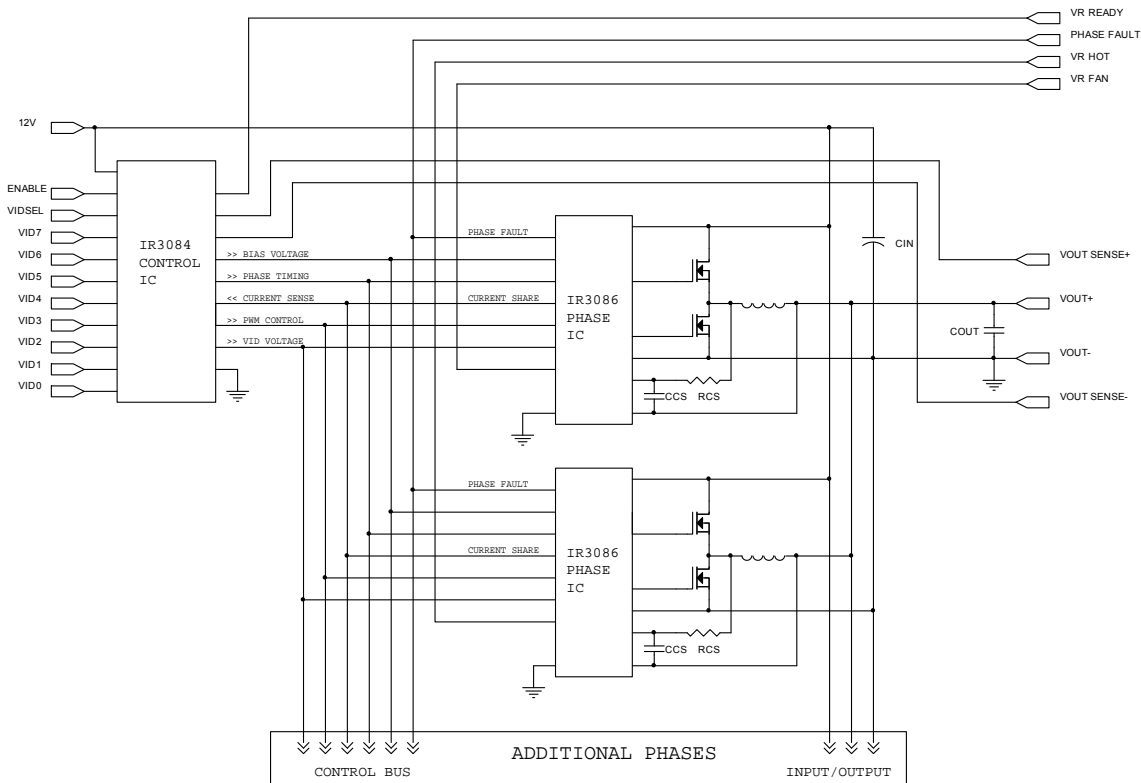 VR READY
PHASE FAULT
VR HOT
VR FAN
12V
ENABLE
VIDSEL
VID7
VID6
VID5
VID4
VID3
VID2
VID1
VID0
IR3084
CONTROL
IC
>> BIAS VOLTAGE
>> PHASE TIMING
<< CURRENT SENSE
>> PWM CONTROL
>> VID VOLTAGE
PHASE FAULT
CURRENT SHARE
IR3086
PHASE
IC
CCS
RCS
CIN
COUT
VOUT SENSE+
VOUT+
VOUT-
VOUT SENSE-
PHASE FAULT
CURRENT SHARE
IR3086
PHASE
IC
CCS
RCS
ADDITIONAL PHASES
CONTROL BUS
INPUT/OUTPUT